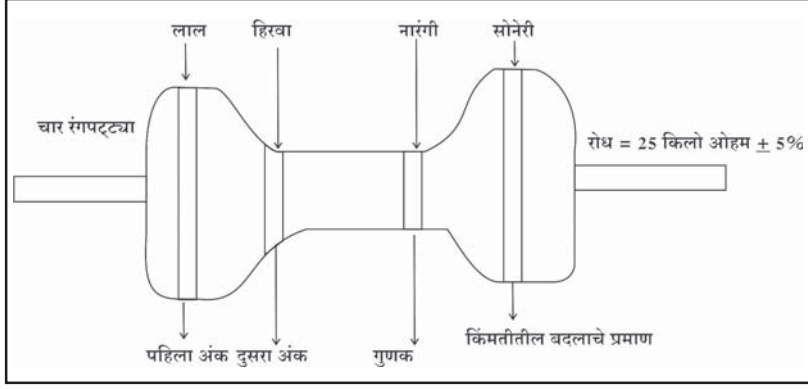 लाल हिरवा नारंगी सोनेरी
चार रंगपट्ट्या
रोध = 25 किलो ओहम ± 5%
पहिला अंक दुसरा अंक गुणक किंमतीतील बदलाचे प्रमाण